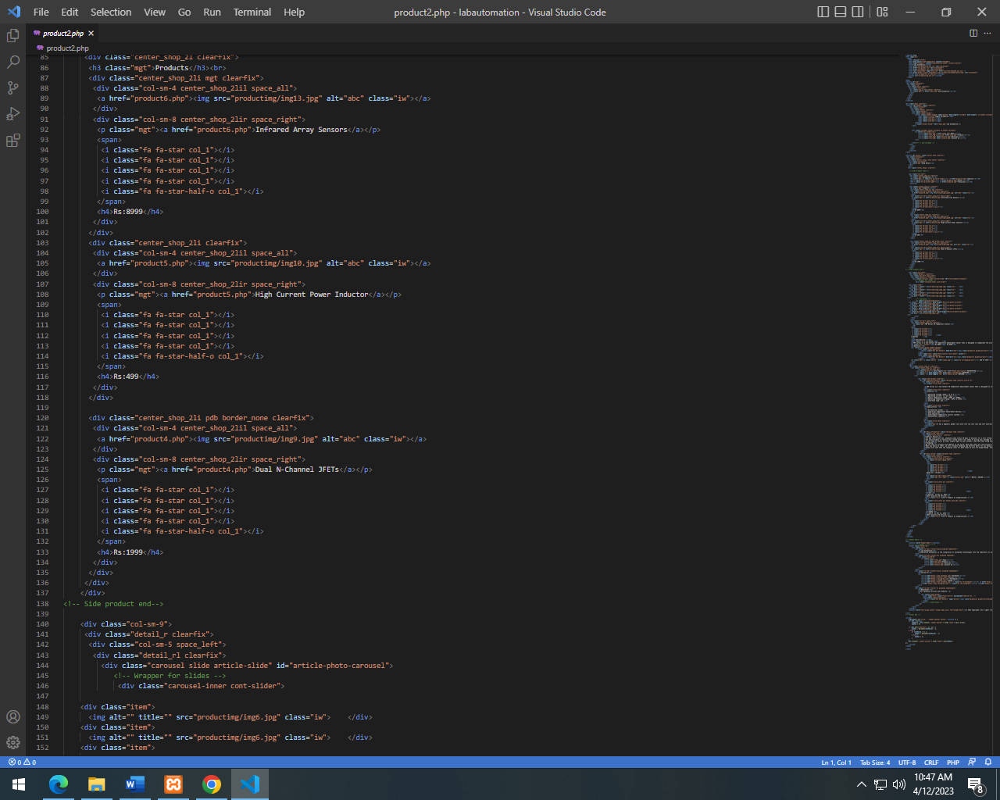 File Edit Selection View Go Run Terminal Help product2.php - labautomation - Visual Studio Code
product2.php
product2.php
85 <div class="center_shop_2l clearfix">
86 <h3 class="mgt">Products</h3><br>
87 <div class="center_shop_2li mgt clearfix">
88 <div class="col-sm-4 center_shop_2lil space_all">
89 <a href="product6.php"><img src="productimg/img13.jpg" alt="abc" class="iw"></a>
90 </div>
91 <div class="col-sm-8 center_shop_2lir space_right">
92 <p class="mgt"><a href="product6.php">Infrared Array Sensors</a></p>
93 <span>
94 <i class="fa fa-star col_1"></i>
95 <i class="fa fa-star col_1"></i>
96 <i class="fa fa-star col_1"></i>
97 <i class="fa fa-star col_1"></i>
98 <i class="fa fa-star-half-o col_1"></i>
99 </span>
100 <h4>Rs:8999</h4>
101 </div>
102 </div>
103 <div class="center_shop_2li clearfix">
104 <div class="col-sm-4 center_shop_2lil space_all">
105 <a href="product5.php"><img src="productimg/img10.jpg" alt="abc" class="iw"></a>
106 </div>
107 <div class="col-sm-8 center_shop_2lir space_right">
108 <p class="mgt"><a href="product5.php">High Current Power Inductor</a></p>
109 <span>
110 <i class="fa fa-star col_1"></i>
111 <i class="fa fa-star col_1"></i>
112 <i class="fa fa-star col_1"></i>
113 <i class="fa fa-star col_1"></i>
114 <i class="fa fa-star-half-o col_1"></i>
115 </span>
116 <h4>Rs:499</h4>
117 </div>
118 </div>
119
120 <div class="center_shop_2li pdb border_none clearfix">
121 <div class="col-sm-4 center_shop_2lil space_all">
122 <a href="product4.php"><img src="productimg/img9.jpg" alt="abc" class="iw"></a>
123 </div>
124 <div class="col-sm-8 center_shop_2lir space_right">
125 <p class="mgt"><a href="product4.php">Dual N-Channel JFETs</a></p>
126 <span>
127 <i class="fa fa-star col_1"></i>
128 <i class="fa fa-star col_1"></i>
129 <i class="fa fa-star col_1"></i>
130 <i class="fa fa-star col_1"></i>
131 <i class="fa fa-star-half-o col_1"></i>
132 </span>
133 <h4>Rs:1999</h4>
134 </div>
135 </div>
136 </div>
137 </div>
138 <!-- Side product end-->
139
140 <div class="col-sm-9">
141 <div class="detail_r clearfix">
142 <div class="col-sm-5 space_left">
143 <div class="detail_rl clearfix">
144 <div class="carousel slide article-slide" id="article-photo-carousel">
145 <!-- Wrapper for slides -->
146 <div class="carousel-inner cont-slider">
147
148 <div class="item">
149 <img alt="" title="" src="productimg/img6.jpg" class="iw"> </div>
150 <div class="item">
151 <img alt="" title="" src="productimg/img6.jpg" class="iw"> </div>
152 <div class="item">
0 0 Ln 1, Col 1 Tab Size: 4 UTF-8 CRLF PHP
10:47 AM
4/12/2023
8